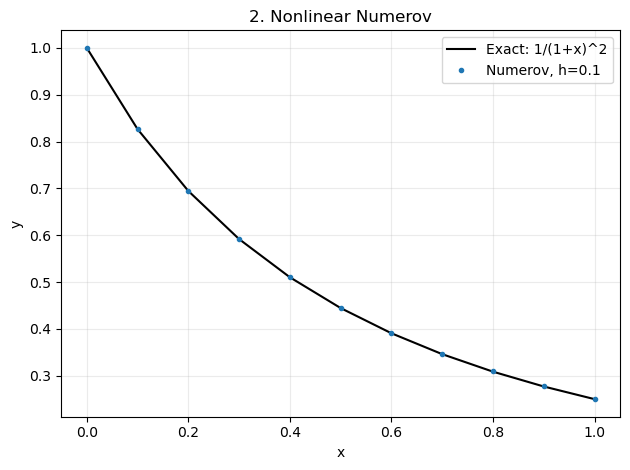 2. Nonlinear Numerov
Exact: 1/(1+x)^2
Numerov, h=0.1
y
1.0
0.9
0.8
0.7
0.6
0.5
0.4
0.3
0.0 0.2 0.4 0.6 0.8 1.0
x